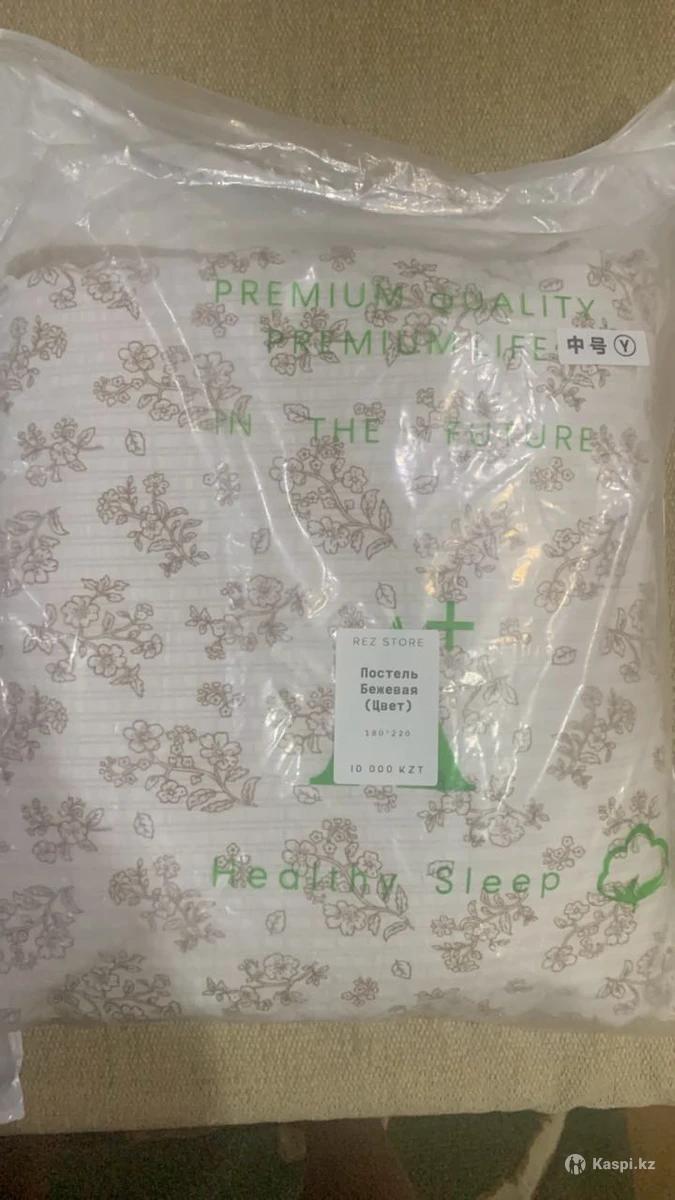 PREMIUM QUALITY
PREMIUM LIFE
中号 Y
IN THE FUTURE
A+
REZ STORE
Постель
Бежевая
(Цвет)
180*220
10 000 KZT
Healthy Sleep
Kaspi.kz